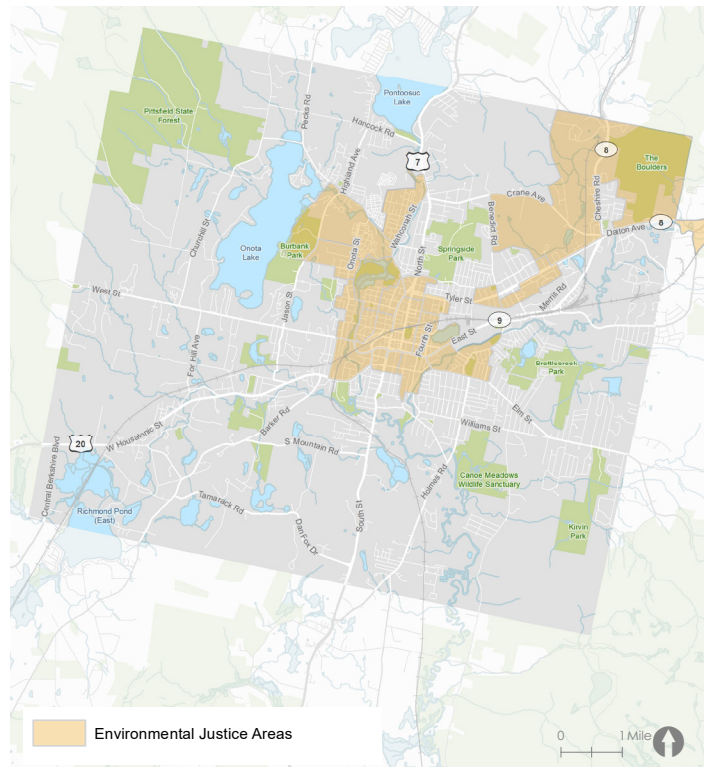 Pontoosuc
Lake
Pittsfield State
Forest
Pecks Rd
Hancock Rd
7
8
The
Boulders
Highland Ave
Crane Ave
Cheshire Rd
8
Wahconah St
Benedict Rd
Dalton Ave
Churchill St
Onota
Lake
Burbank
Park
Onota St
North St
Springside
Park
West St
Jason St
Tyler St
Merrill Rd
9
East St
Fourth St
For Hill Ave
Brattlebrook
Park
Elm St
Barker Rd
Williams St
20
W Housatonic St
S Mountain Rd
Holmes Rd
Central Berkshire Blvd
Canoe Meadows
Wildlife Sanctuary
Tamarack Rd
South St
Richmond Pond
(East)
Dan Fox Dr
Kirvin
Park
Environmental Justice Areas
0
1 Mile